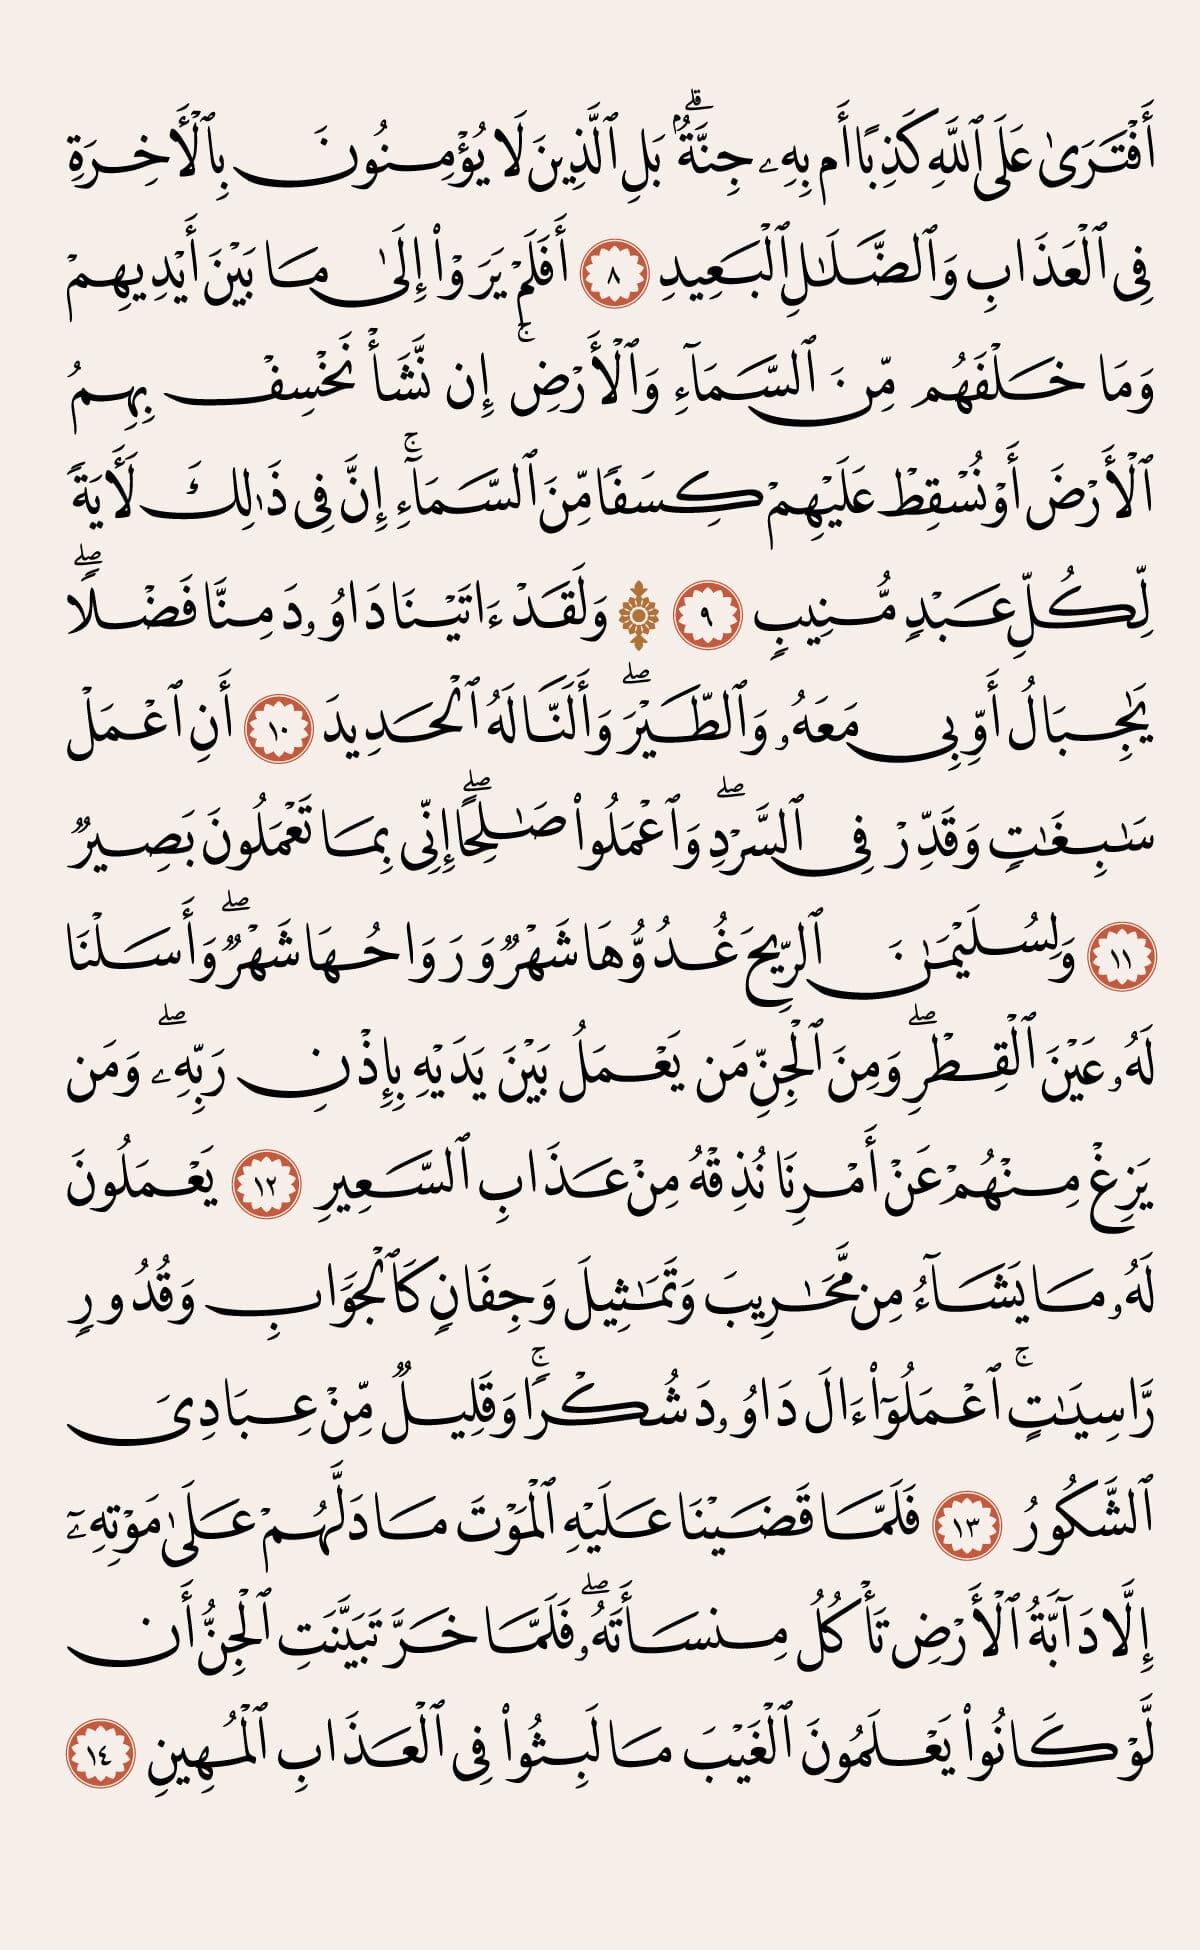 أَفْتَرَىٰ عَلَى ٱللَّهِ كَذِبًا أَم بِهِۦ جِنَّةٌۢ ۗ بَلِ ٱلَّذِينَ لَا يُؤْمِنُونَ بِٱلْأَخِرَةِ
فِى ٱلْعَذَابِ وَٱلضَّلَـٰلِ ٱلْبَعِيدِ ٨ أَفَلَمْ يَرَوْا۟ إِلَىٰ مَا بَيْنَ أَيْدِيهِمْ
وَمَا خَلْفَهُم مِّنَ ٱلسَّمَآءِ وَٱلْأَرْضِ ۚ إِن نَّشَأْ نَخْسِفْ بِهِمُ
ٱلْأَرْضَ أَوْ نُسْقِطْ عَلَيْهِمْ كِسَفًا مِّنَ ٱلسَّمَآءِ ۚ إِنَّ فِى ذَٰلِكَ لَـَٔايَةً
لِّكُلِّ عَبْدٍ مُّنِيبٍ ٩ ۞ وَلَقَدْ ءَاتَيْنَا دَاوُۥدَ مِنَّا فَضْلًا ۖ
يَـٰجِبَالُ أَوِّبِى مَعَهُۥ وَٱلطَّيْرَ ۖ وَأَلَنَّا لَهُ ٱلْحَدِيدَ ١٠ أَنِ ٱعْمَلْ
سَـٰبِغَـٰتٍ وَقَدِّرْ فِى ٱلسَّرْدِ ۖ وَٱعْمَلُوا۟ صَـٰلِحًا ۖ إِنِّى بِمَا تَعْمَلُونَ بَصِيرٌ
١١ وَلِسُلَيْمَـٰنَ ٱلرِّيحَ غُدُوُّهَا شَهْرٌ وَرَوَاحُهَا شَهْرٌ ۖ وَأَسَلْنَا
لَهُۥ عَيْنَ ٱلْقِطْرِ ۖ وَمِنَ ٱلْجِنِّ مَن يَعْمَلُ بَيْنَ يَدَيْهِ بِإِذْنِ رَبِّهِۦ ۖ وَمَن
يَزِغْ مِنْهُمْ عَنْ أَمْرِنَا نُذِقْهُ مِنْ عَذَابِ ٱلسَّعِيرِ ١٢ يَعْمَلُونَ
لَهُۥ مَا يَشَآءُ مِن مَّحَـٰرِيبَ وَتَمَـٰثِيلَ وَجِفَانٍ كَٱلْجَوَابِ وَقُدُورٍ
رَّاسِيَـٰتٍ ۚ ٱعْمَلُوٓا۟ ءَالَ دَاوُۥدَ شُكْرًا ۚ وَقَلِيلٌ مِّنْ عِبَادِىَ
ٱلشَّكُورُ ١٣ فَلَمَّا قَضَيْنَا عَلَيْهِ ٱلْمَوْتَ مَا دَلَّهُمْ عَلَىٰ مَوْتِهِۦٓ
إِلَّا دَآبَّةُ ٱلْأَرْضِ تَأْكُلُ مِنسَأَتَهُۥ ۖ فَلَمَّا خَرَّ تَبَيَّنَتِ ٱلْجِنُّ أَن
لَّوْ كَانُوا۟ يَعْلَمُونَ ٱلْغَيْبَ مَا لَبِثُوا۟ فِى ٱلْعَذَابِ ٱلْمُهِينِ ١٤